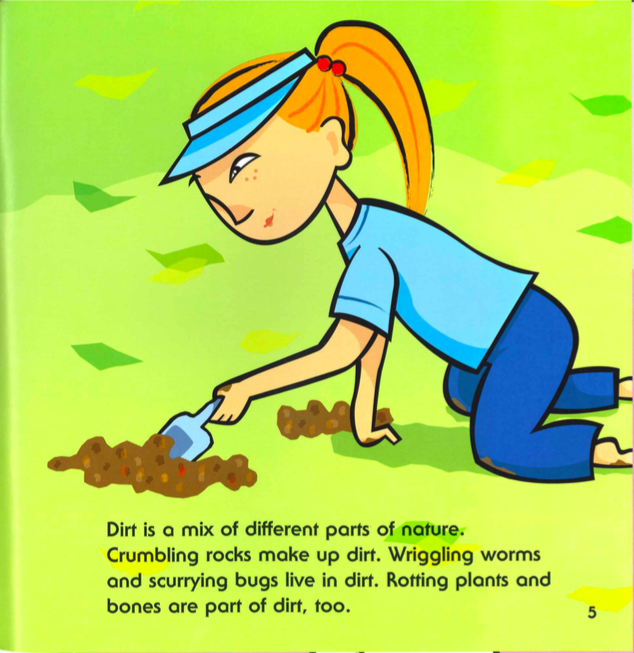 Dirt is a mix of different parts of nature.
Crumbling rocks make up dirt. Wriggling worms
and scurrying bugs live in dirt. Rotting plants and
bones are part of dirt, too.
5